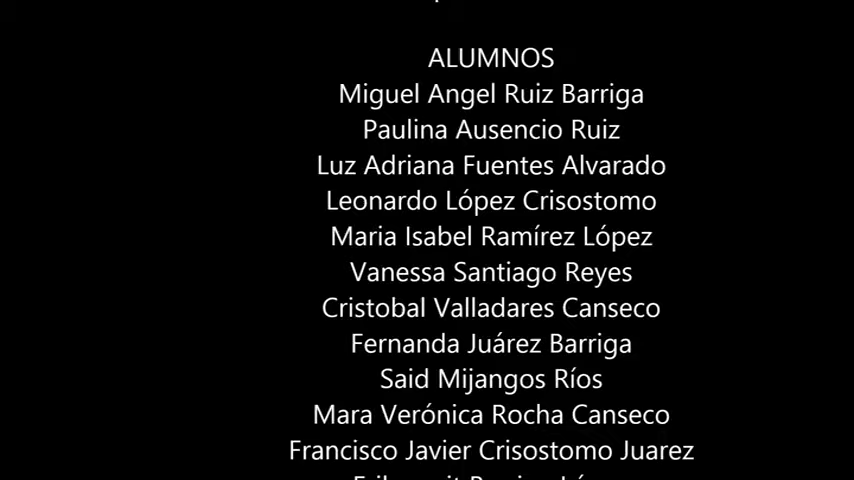 ALUMNOS
Miguel Angel Ruiz Barriga
Paulina Ausencio Ruiz
Luz Adriana Fuentes Alvarado
Leonardo López Crisostomo
Maria Isabel Ramírez López
Vanessa Santiago Reyes
Cristobal Valladares Canseco
Fernanda Juárez Barriga
Said Mijangos Ríos
Mara Verónica Rocha Canseco
Francisco Javier Crisostomo Juarez